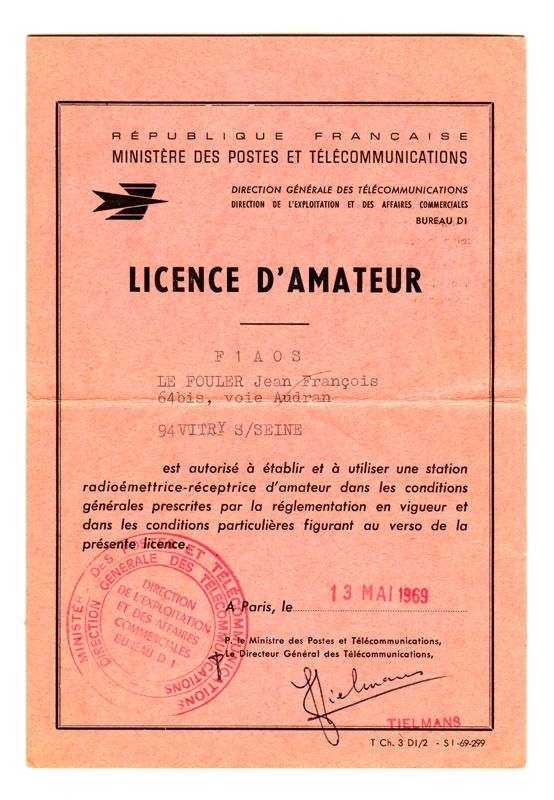 RÉPUBLIQUE FRANÇAISE
MINISTÈRE DES POSTES ET TÉLÉCOMMUNICATIONS
DIRECTION GÉNÉRALE DES TÉLÉCOMMUNICATIONS
DIRECTION DE L'EXPLOITATION ET DES AFFAIRES COMMERCIALES
BUREAU D1
LICENCE D'AMATEUR
F 1 A O S
LE FOULER Jean François
64bis, voie Audran
94 VITRY S/SEINE
est autorisé à établir et à utiliser une station
radioémettrice-réceptrice d'amateur dans les conditions
générales prescrites par la réglementation en vigueur et
dans les conditions particulières figurant au verso de la
présente licence.
MINISTÈRE DES POSTES ET TÉLÉCOMMUNICATIONS
DIRECTION GENERALE DES TÉLÉCOMMUNICATIONS
DIRECTION
DE L'EXPLOITATION
ET DES AFFAIRES
COMMERCIALES
BUREAU D 1
A Paris, le 13 MAI 1969
P. le Ministre des Postes et Télécommunications,
Le Directeur Général des Télécommunications,
Tielmans
TIELMANS
T Ch. 3 D1/2 - S1-69-299